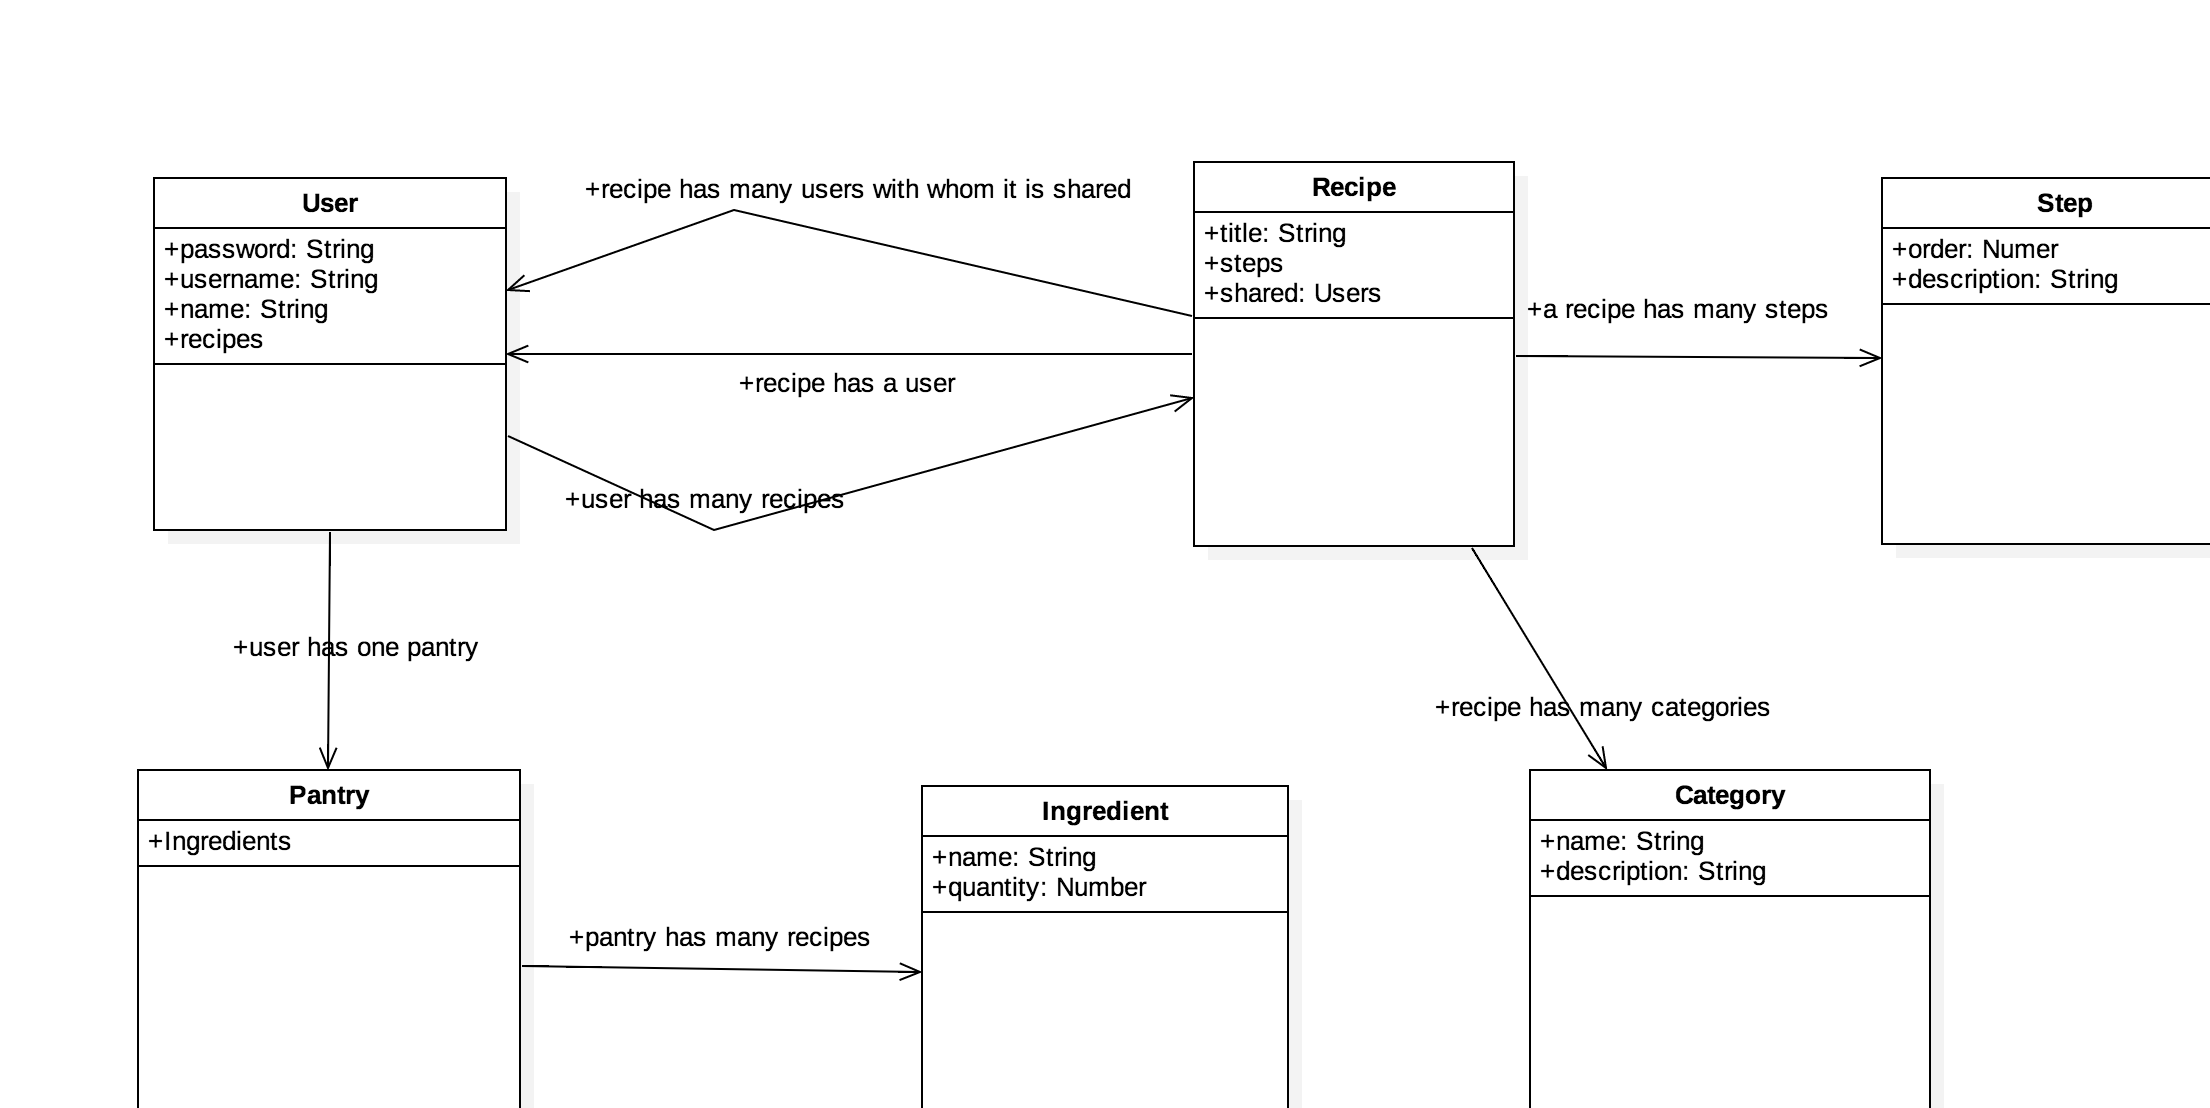 User
+password: String
+username: String
+name: String
+recipes
+recipe has many users with whom it is shared
+recipe has a user
+user has many recipes
Recipe
+title: String
+steps
+shared: Users
+a recipe has many steps
Step
+order: Numer
+description: String
+user has one pantry
+recipe has many categories
Pantry
+Ingredients
+pantry has many recipes
Ingredient
+name: String
+quantity: Number
Category
+name: String
+description: String